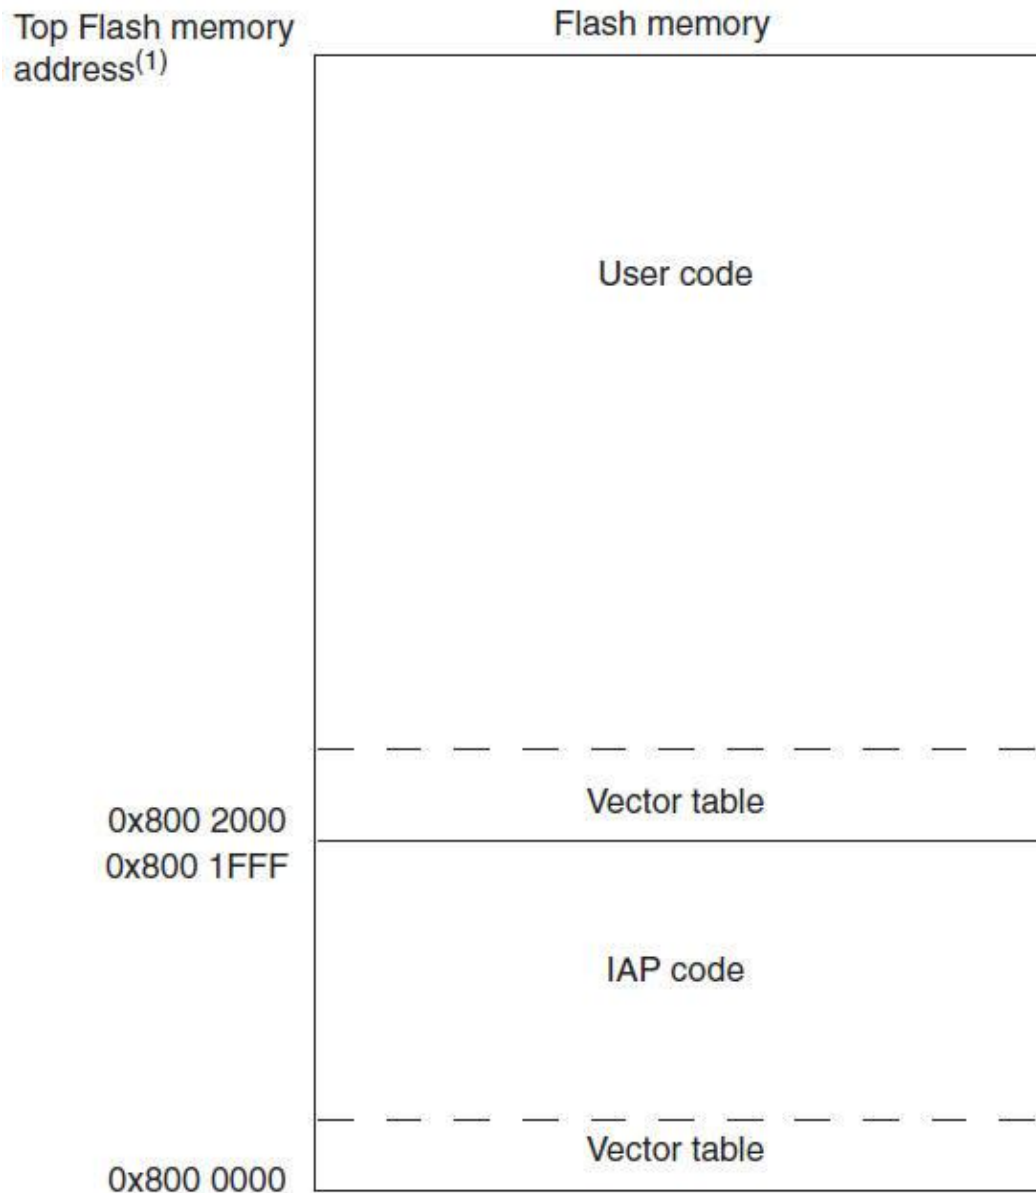 Top Flash memory
address(1)
Flash memory
User code
Vector table
0x800 2000
0x800 1FFF
IAP code
Vector table
0x800 0000